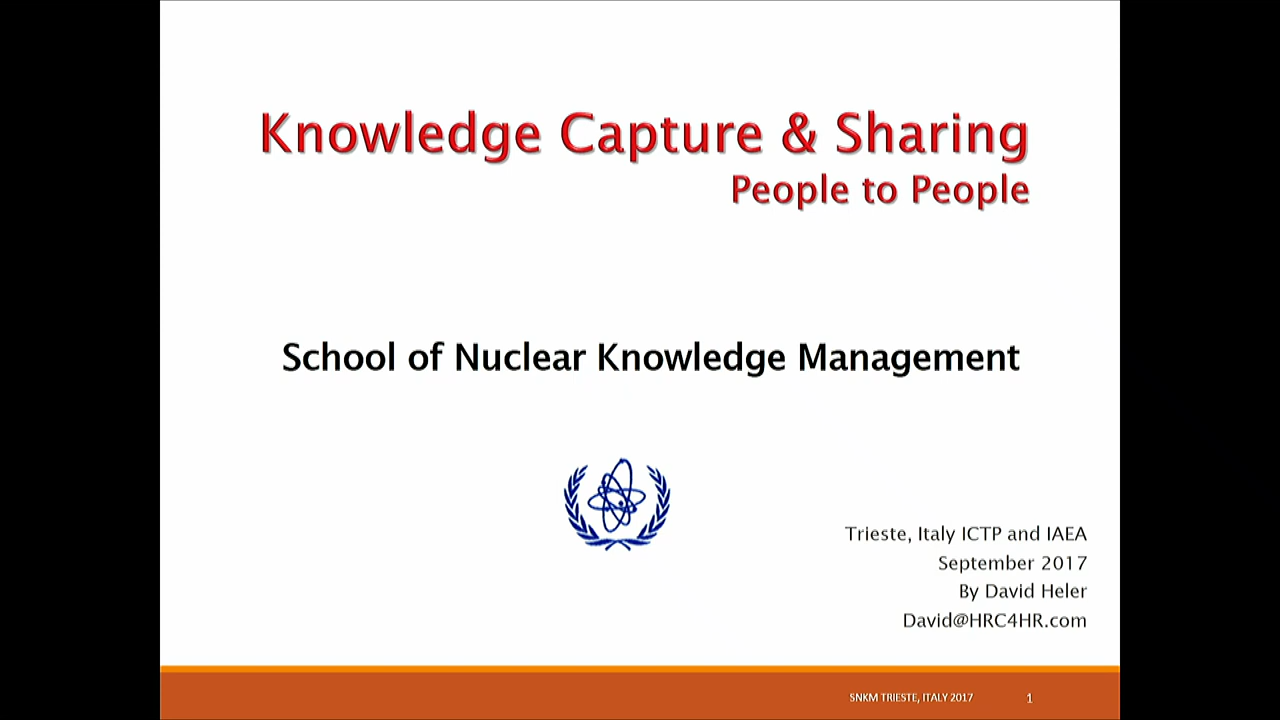 Knowledge Capture & Sharing
People to People
School of Nuclear Knowledge Management
Trieste, Italy ICTP and IAEA
September 2017
By David Heler
David@HRC4HR.com
SNKM TRIESTE, ITALY 2017 1